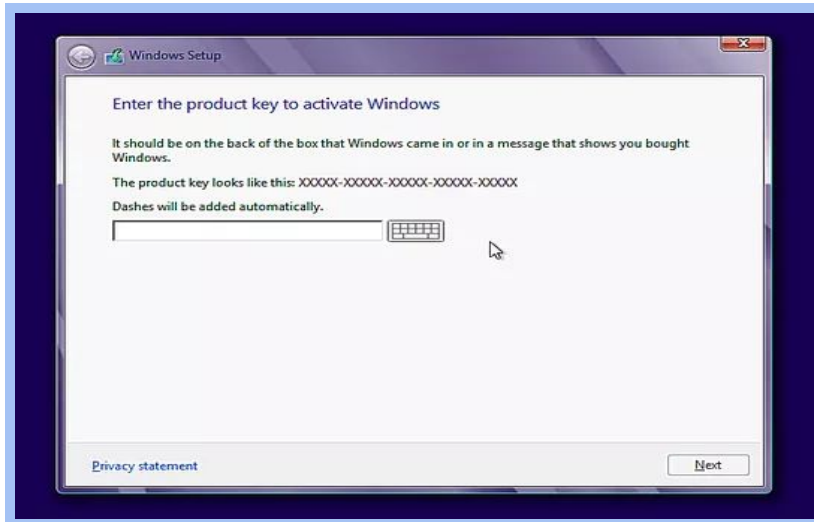 Windows Setup
Enter the product key to activate Windows
It should be on the back of the box that Windows came in or in a message that shows you bought
Windows.
The product key looks like this: XXXXX-XXXXX-XXXXX-XXXXX-XXXXX
Dashes will be added automatically.
Privacy statement
Next